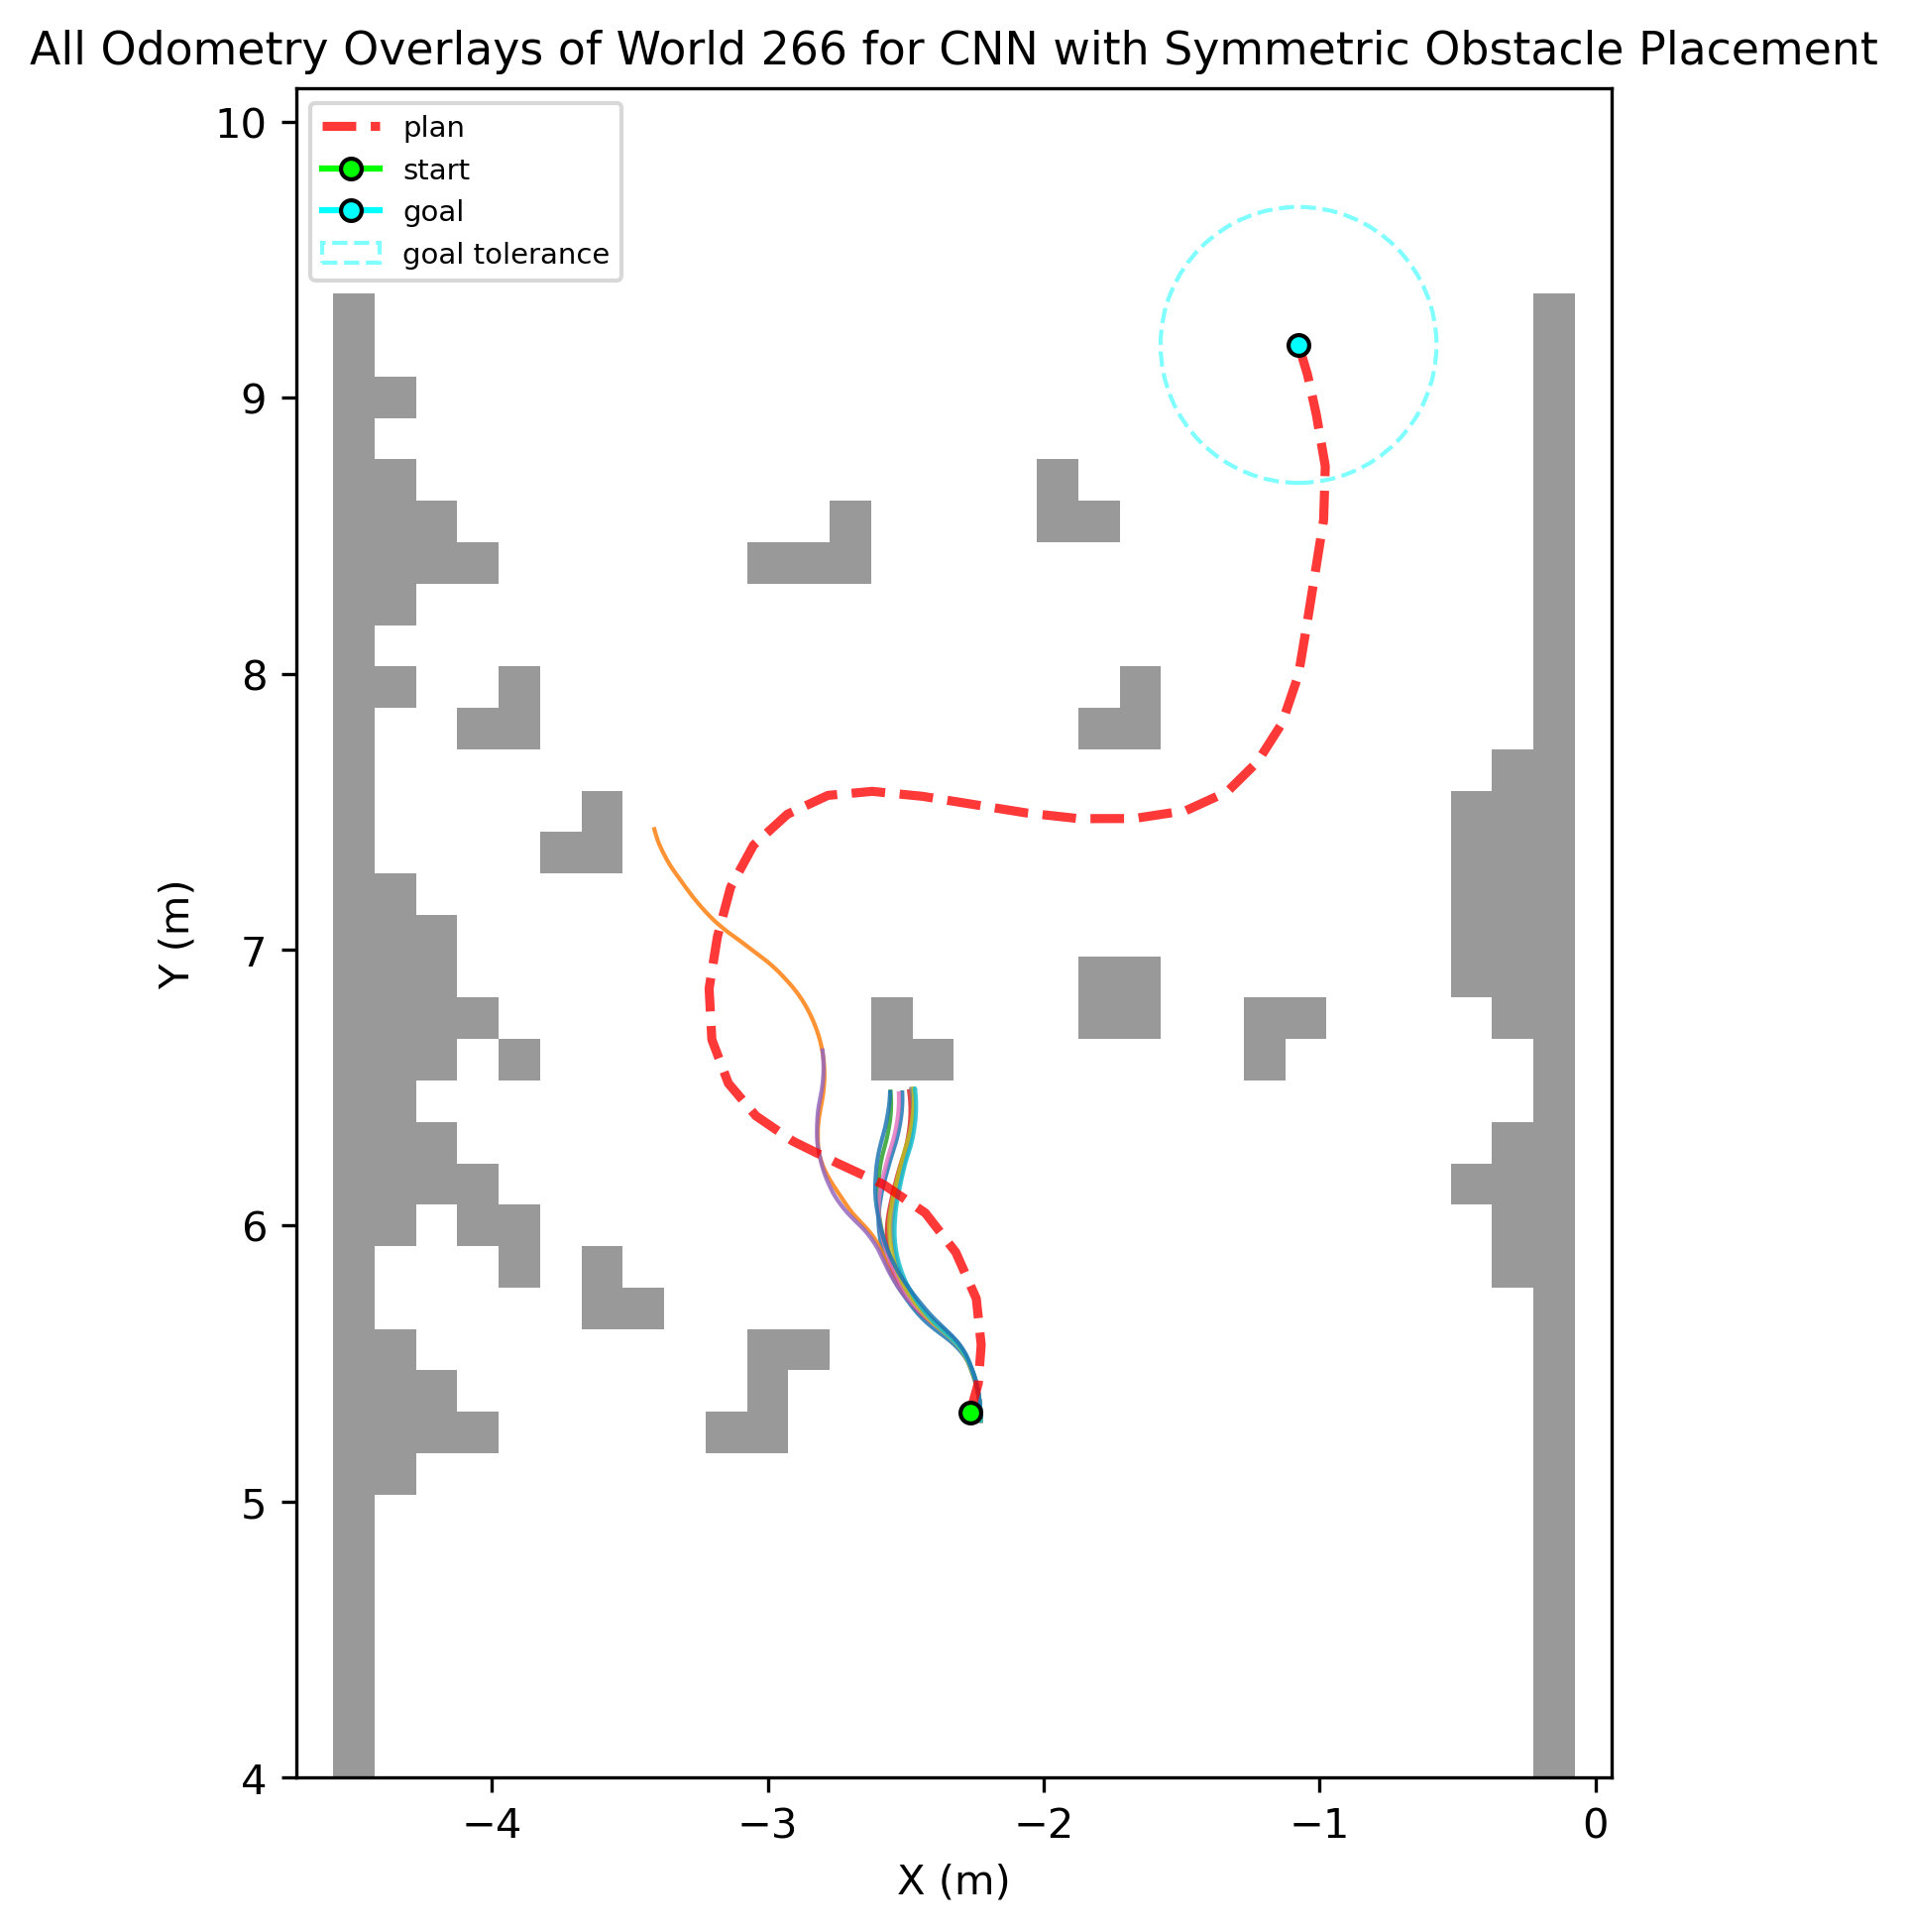 All Odometry Overlays of World 266 for CNN with Symmetric Obstacle Placement
plan
start
goal
goal tolerance
10
9
8
7
6
5
4
Y (m)
−4
−3
−2
−1
0
X (m)